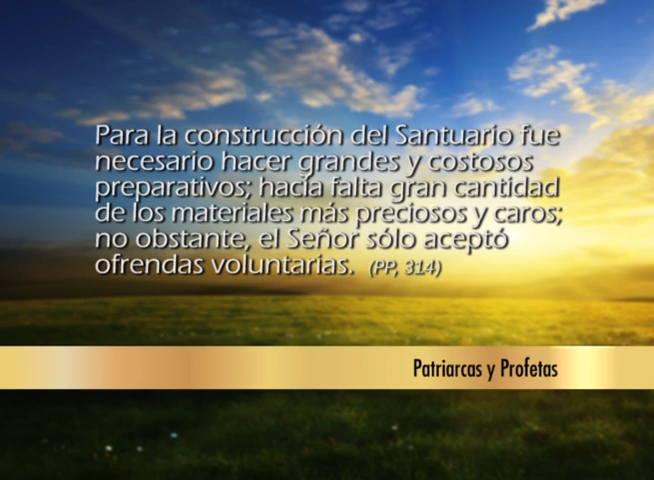 Para la construcción del Santuario fue
necesario hacer grandes y costosos
preparativos; hacía falta gran cantidad
de los materiales más preciosos y caros;
no obstante, el Señor sólo aceptó
ofrendas voluntarias. (PP, 314)
Patriarcas y Profetas